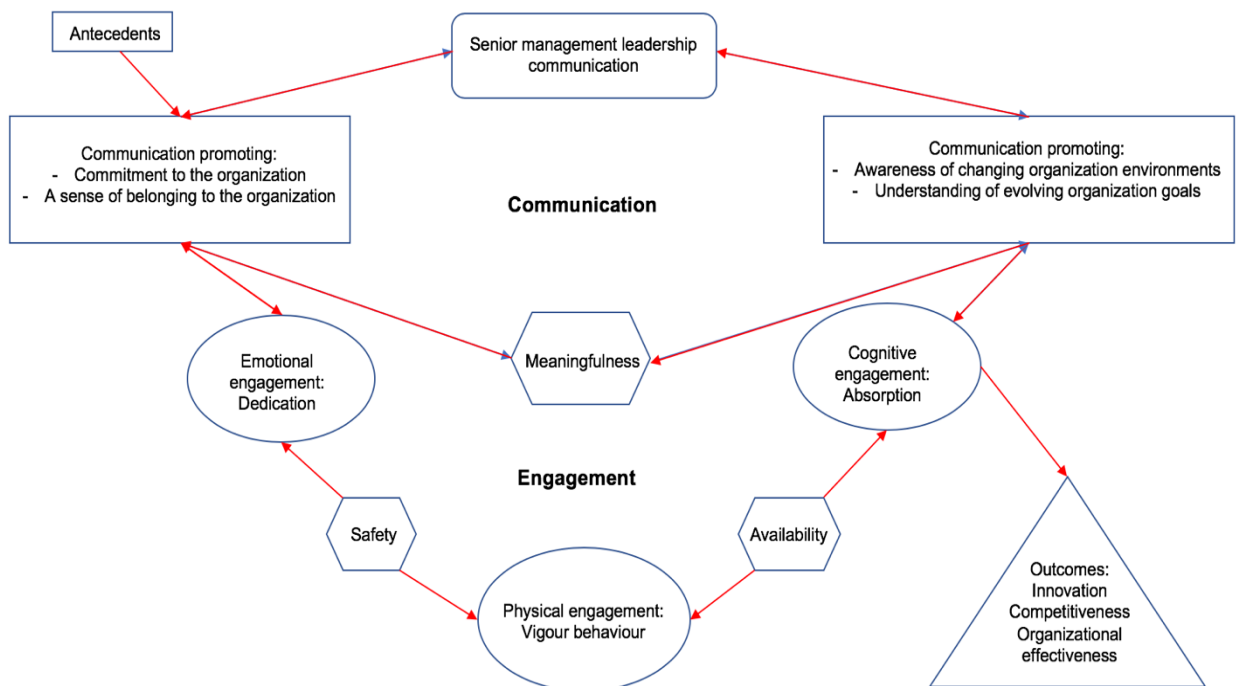 Antecedents
Senior management leadership
communication
Communication promoting:
- Commitment to the organization
- A sense of belonging to the organization
Communication promoting:
- Awareness of changing organization environments
- Understanding of evolving organization goals
Communication
Emotional
engagement:
Dedication
Meaningfulness
Cognitive
engagement:
Absorption
Engagement
Safety
Availability
Physical engagement:
Vigour behaviour
Outcomes:
Innovation
Competitiveness
Organizational
effectiveness